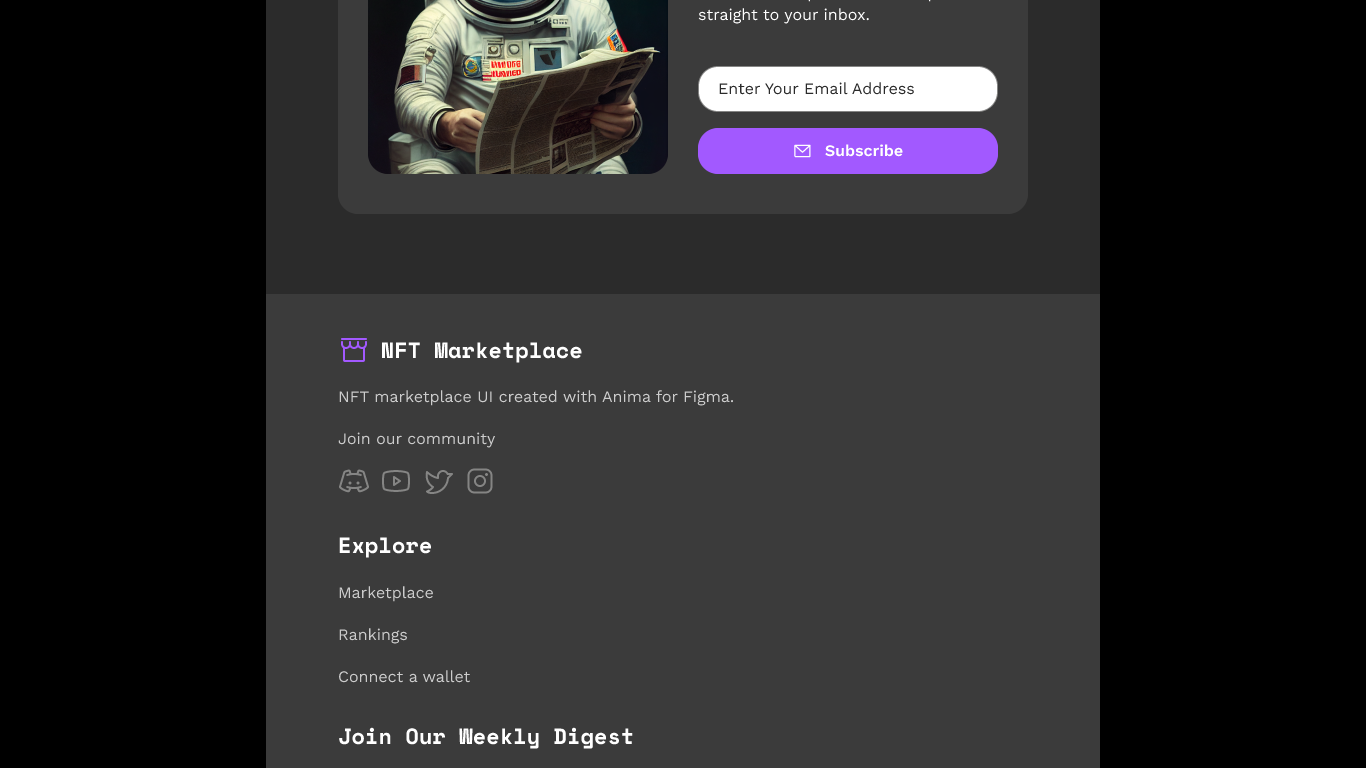 straight to your inbox.
Enter Your Email Address
Subscribe
NFT Marketplace
NFT marketplace UI created with Anima for Figma.
Join our community
Explore
Marketplace
Rankings
Connect a wallet
Join Our Weekly Digest